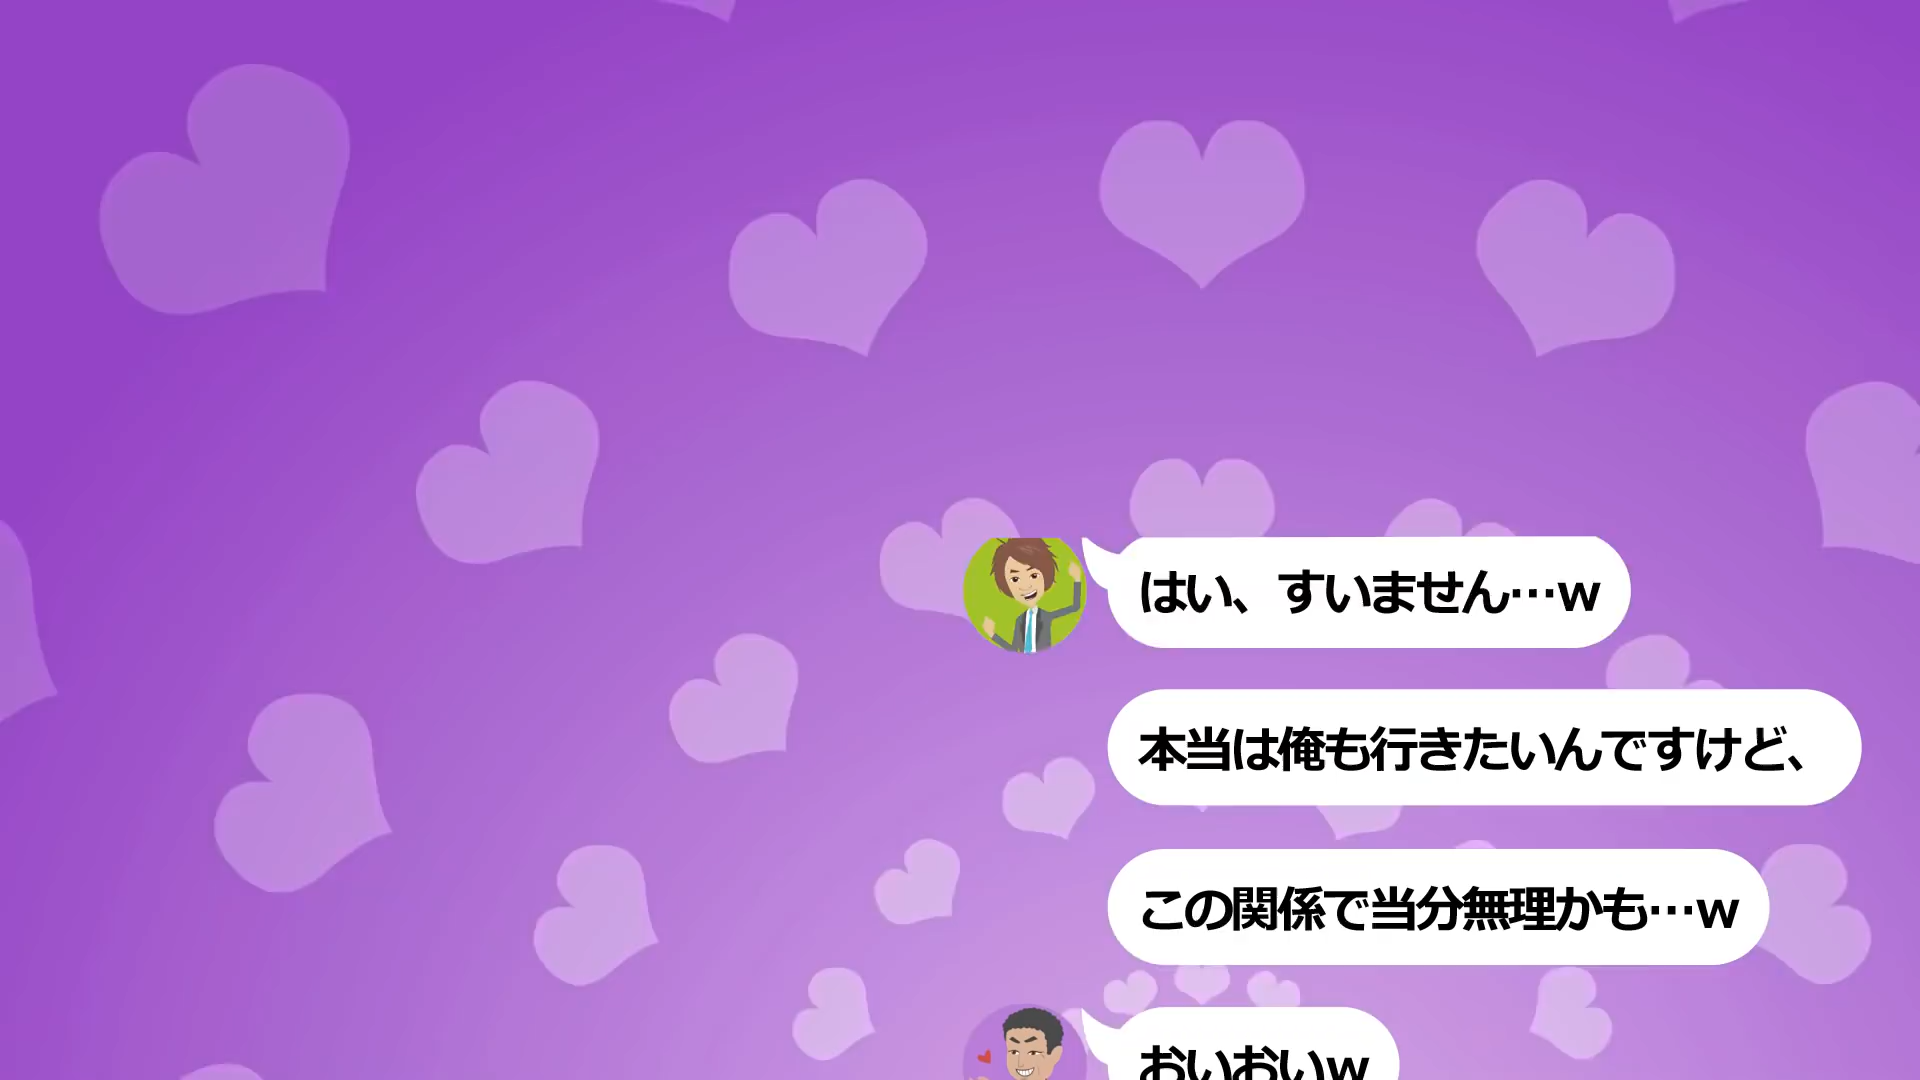 はい、すいません…w
本当は俺も行きたいんですけど、
この関係で当分無理かも…w
おいおいw